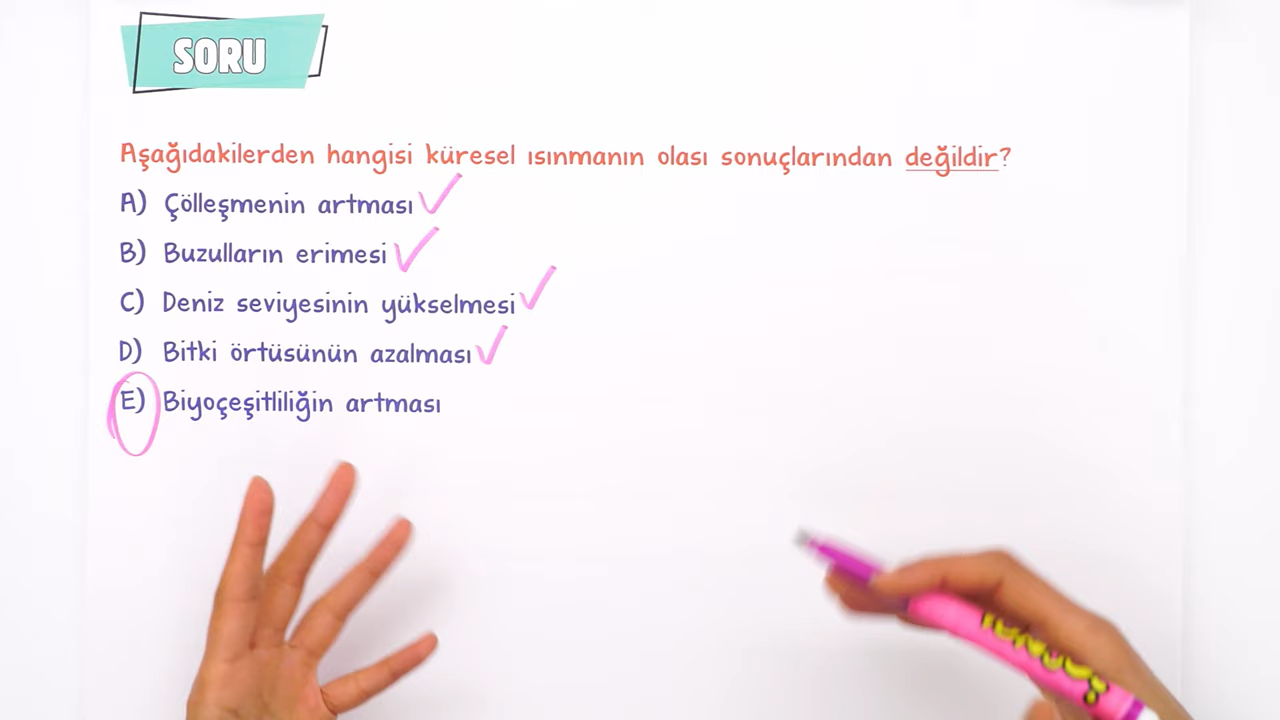 SORU
Aşağıdakilerden hangisi küresel ısınmanın olası sonuçlarından değildir?
A) Çölleşmenin artması
B) Buzulların erimesi
C) Deniz seviyesinin yükselmesi
D) Bitki örtüsünün azalması
E) Biyoçeşitliliğin artması